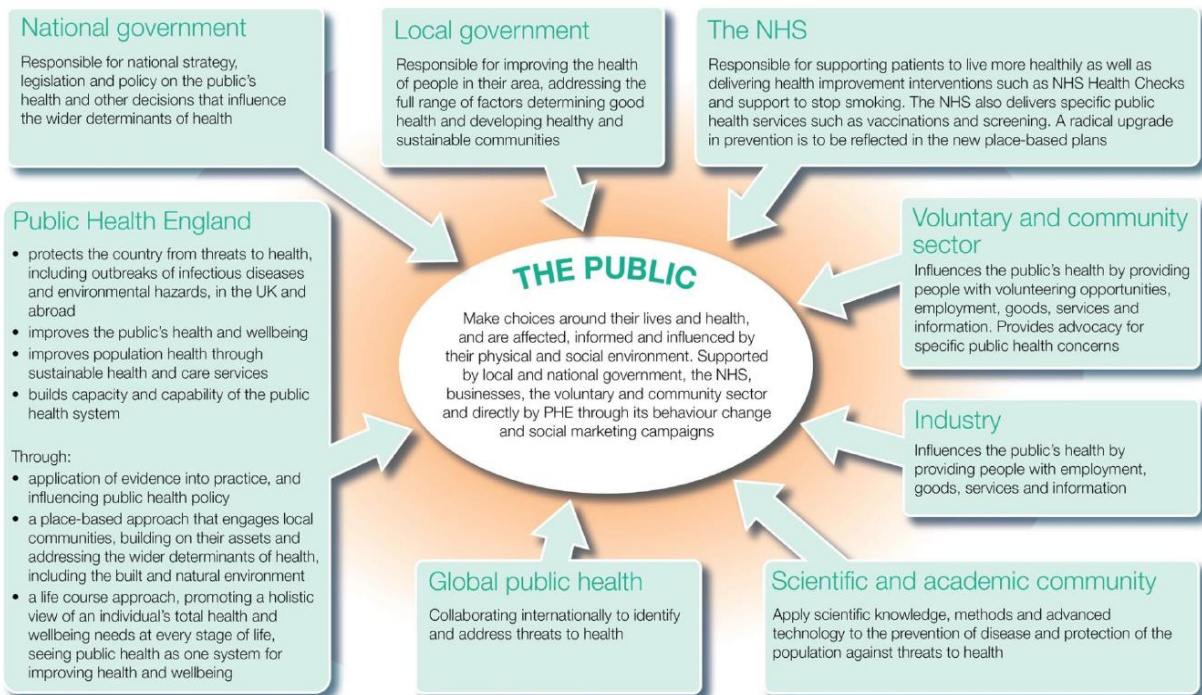 National government
Responsible for national strategy,
legislation and policy on the public's
health and other decisions that influence
the wider determinants of health
Local government
Responsible for improving the health
of people in their area, addressing the
full range of factors determining good
health and developing healthy and
sustainable communities
The NHS
Responsible for supporting patients to live more healthily as well as
delivering health improvement interventions such as NHS Health Checks
and support to stop smoking. The NHS also delivers specific public
health services such as vaccinations and screening. A radical upgrade
in prevention is to be reflected in the new place-based plans
Public Health England
• protects the country from threats to health,
including outbreaks of infectious diseases
and environmental hazards, in the UK and
abroad
• improves the public's health and wellbeing
• improves population health through
sustainable health and care services
• builds capacity and capability of the public
health system
Through:
• application of evidence into practice, and
influencing public health policy
• a place-based approach that engages local
communities, building on their assets and
addressing the wider determinants of health,
including the built and natural environment
• a life course approach, promoting a holistic
view of an individual's total health and
wellbeing needs at every stage of life,
seeing public health as one system for
improving health and wellbeing
THE PUBLIC
Make choices around their lives and health,
and are affected, informed and influenced by
their physical and social environment. Supported
by local and national government, the NHS,
businesses, the voluntary and community sector
and directly by PHE through its behaviour change
and social marketing campaigns
Voluntary and community
sector
Influences the public's health by providing
people with volunteering opportunities,
employment, goods, services and
information. Provides advocacy for
specific public health concerns
Industry
Influences the public's health by
providing people with employment,
goods, services and information
Global public health
Collaborating internationally to identify
and address threats to health
Scientific and academic community
Apply scientific knowledge, methods and advanced
technology to the prevention of disease and protection of the
population against threats to health